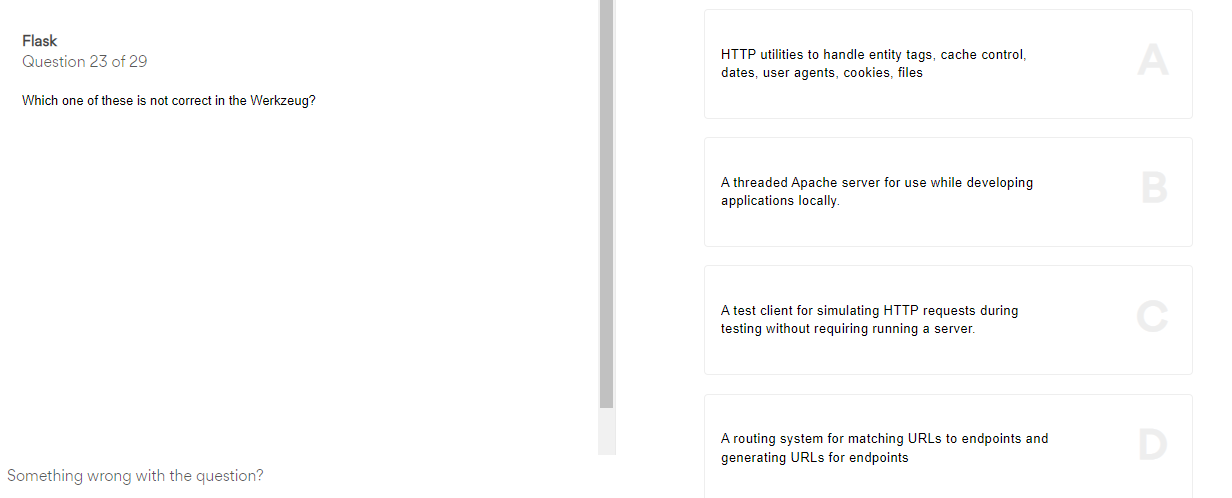 Flask
Question 23 of 29
Which one of these is not correct in the Werkzeug?
Something wrong with the question?
HTTP utilities to handle entity tags, cache control,
dates, user agents, cookies, files
A
A threaded Apache server for use while developing
applications locally.
B
A test client for simulating HTTP requests during
testing without requiring running a server.
C
A routing system for matching URLs to endpoints and
generating URLs for endpoints
D